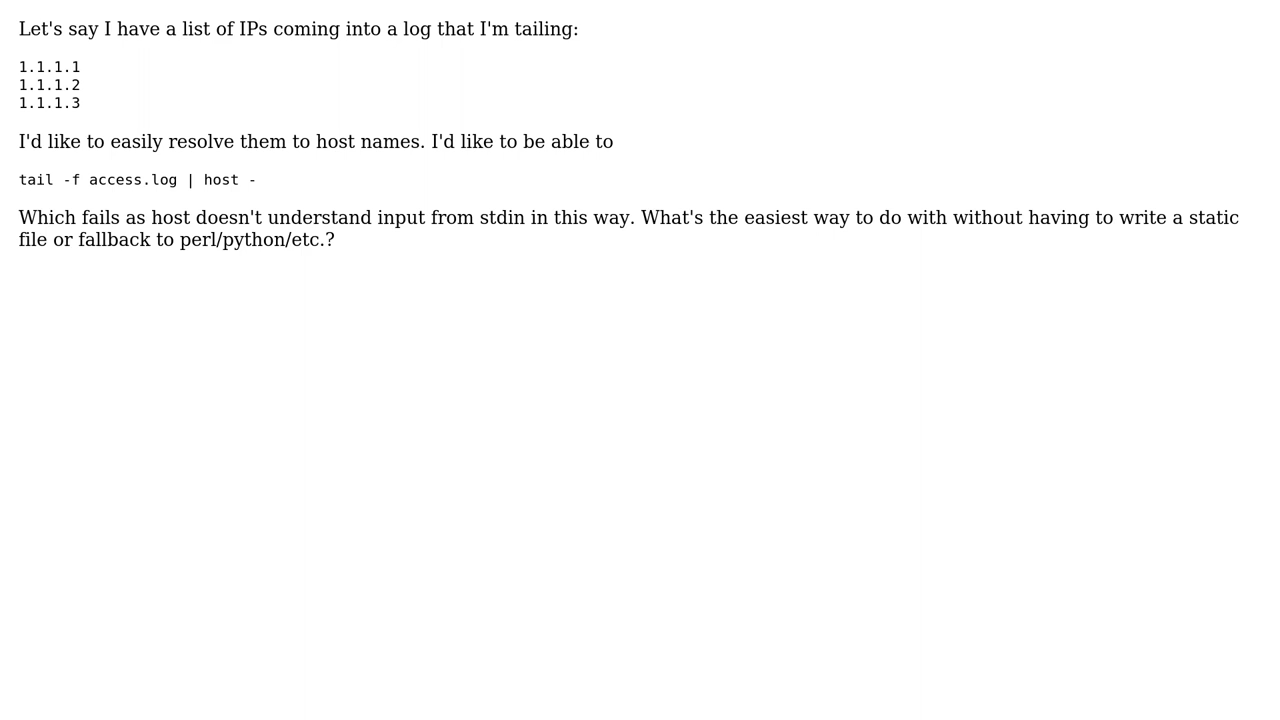 Let's say I have a list of IPs coming into a log that I'm tailing:
1.1.1.1
1.1.1.2
1.1.1.3
I'd like to easily resolve them to host names. I'd like to be able to
tail -f access.log | host -
Which fails as host doesn't understand input from stdin in this way. What's the easiest way to do with without having to write a static
file or fallback to perl/python/etc.?